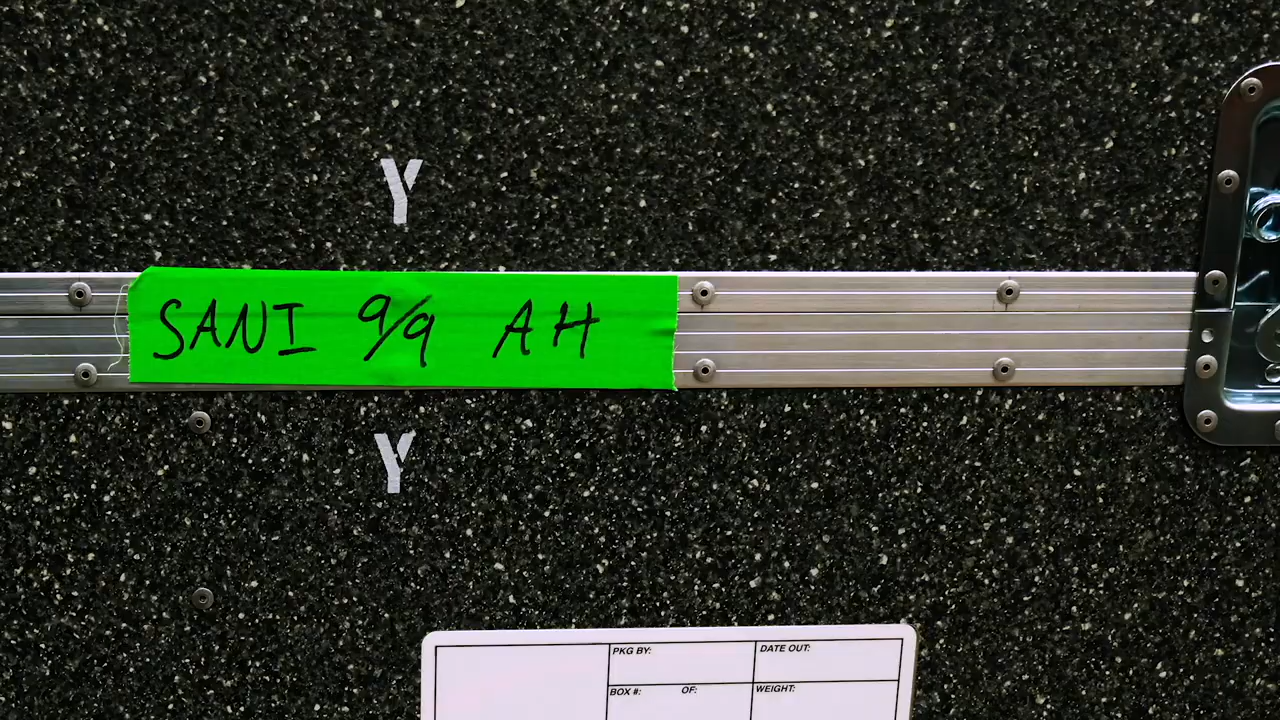 Y
SANI 9/9 AH
Y
PKG BY: DATE OUT:
BOX #: OF: WEIGHT: